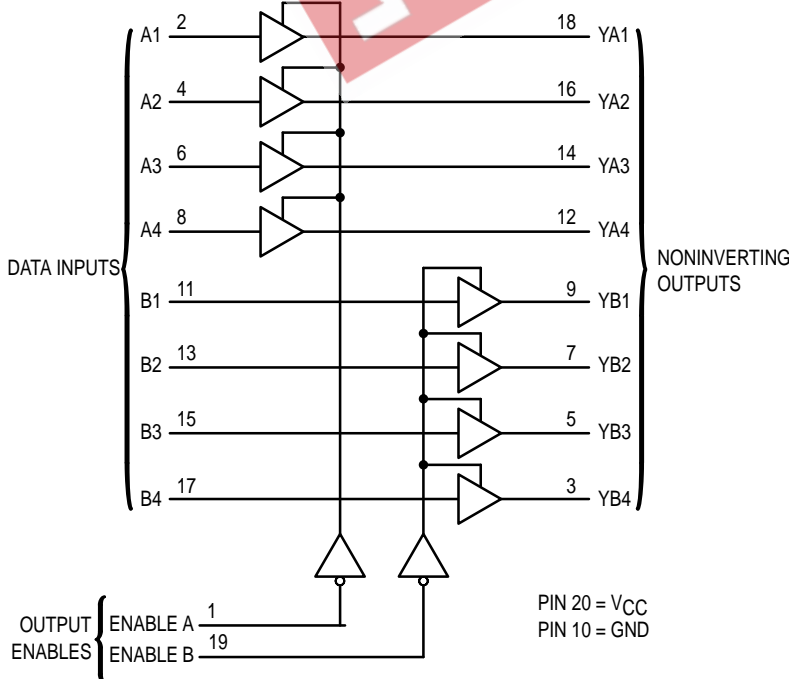 A1 2 18 YA1
A2 4 16 YA2
A3 6 14 YA3
A4 8 12 YA4
DATA INPUTS
NONINVERTING
OUTPUTS
B1 11 9 YB1
B2 13 7 YB2
B3 15 5 YB3
B4 17 3 YB4
OUTPUT
ENABLES
ENABLE A 1
ENABLE B 19
PIN 20 = VCC
PIN 10 = GND